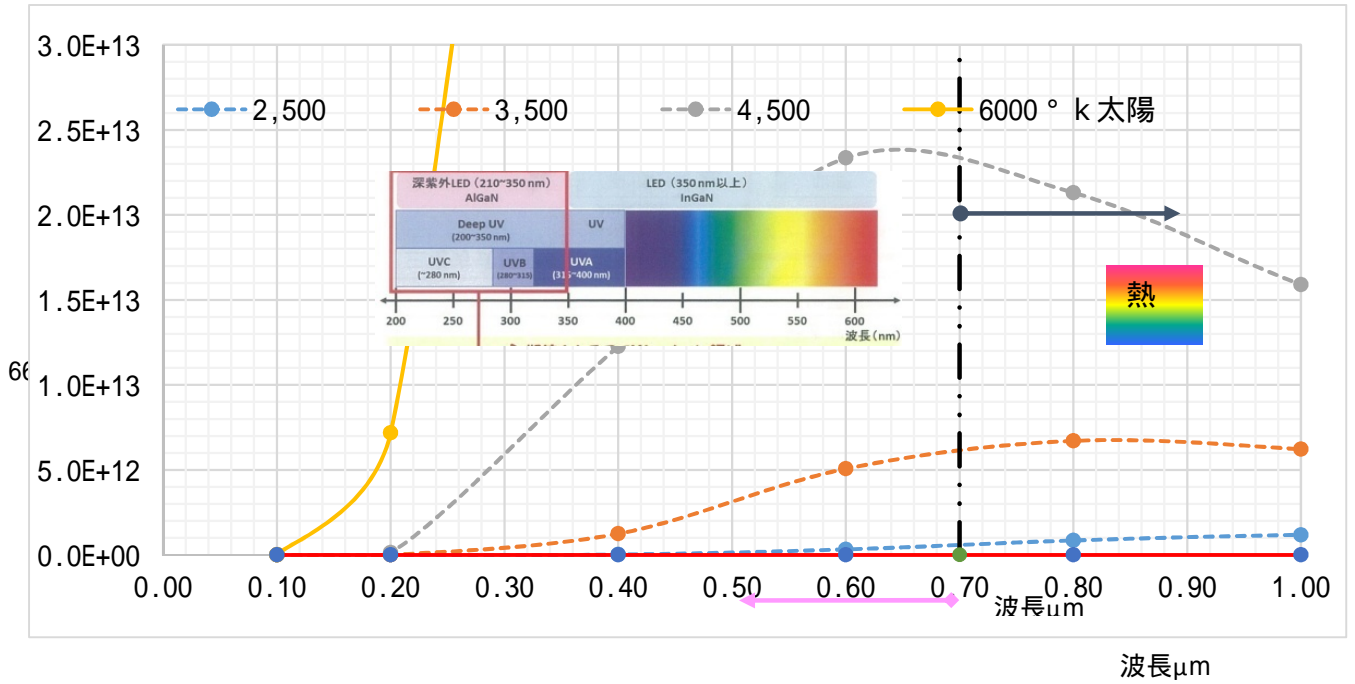 3.0E+13
2,500 3,500 4,500 6000 ° k 太陽
2.5E+13
深紫外LED (210~350 nm)
AlGaN
LED (350 nm以上)
InGaN
Deep UV
(200~350 nm)
UV
UVC
(~280 nm)
UVB
(280~315)
UVA
(315~400 nm)
200 250 300 350 400 450 500 550 600
波長(nm)
2.0E+13
熱
1.5E+13
66
1.0E+13
5.0E+12
0.0E+00
0.00 0.10 0.20 0.30 0.40 0.50 0.60 0.70 0.80 0.90 1.00
波長μm
波長μm